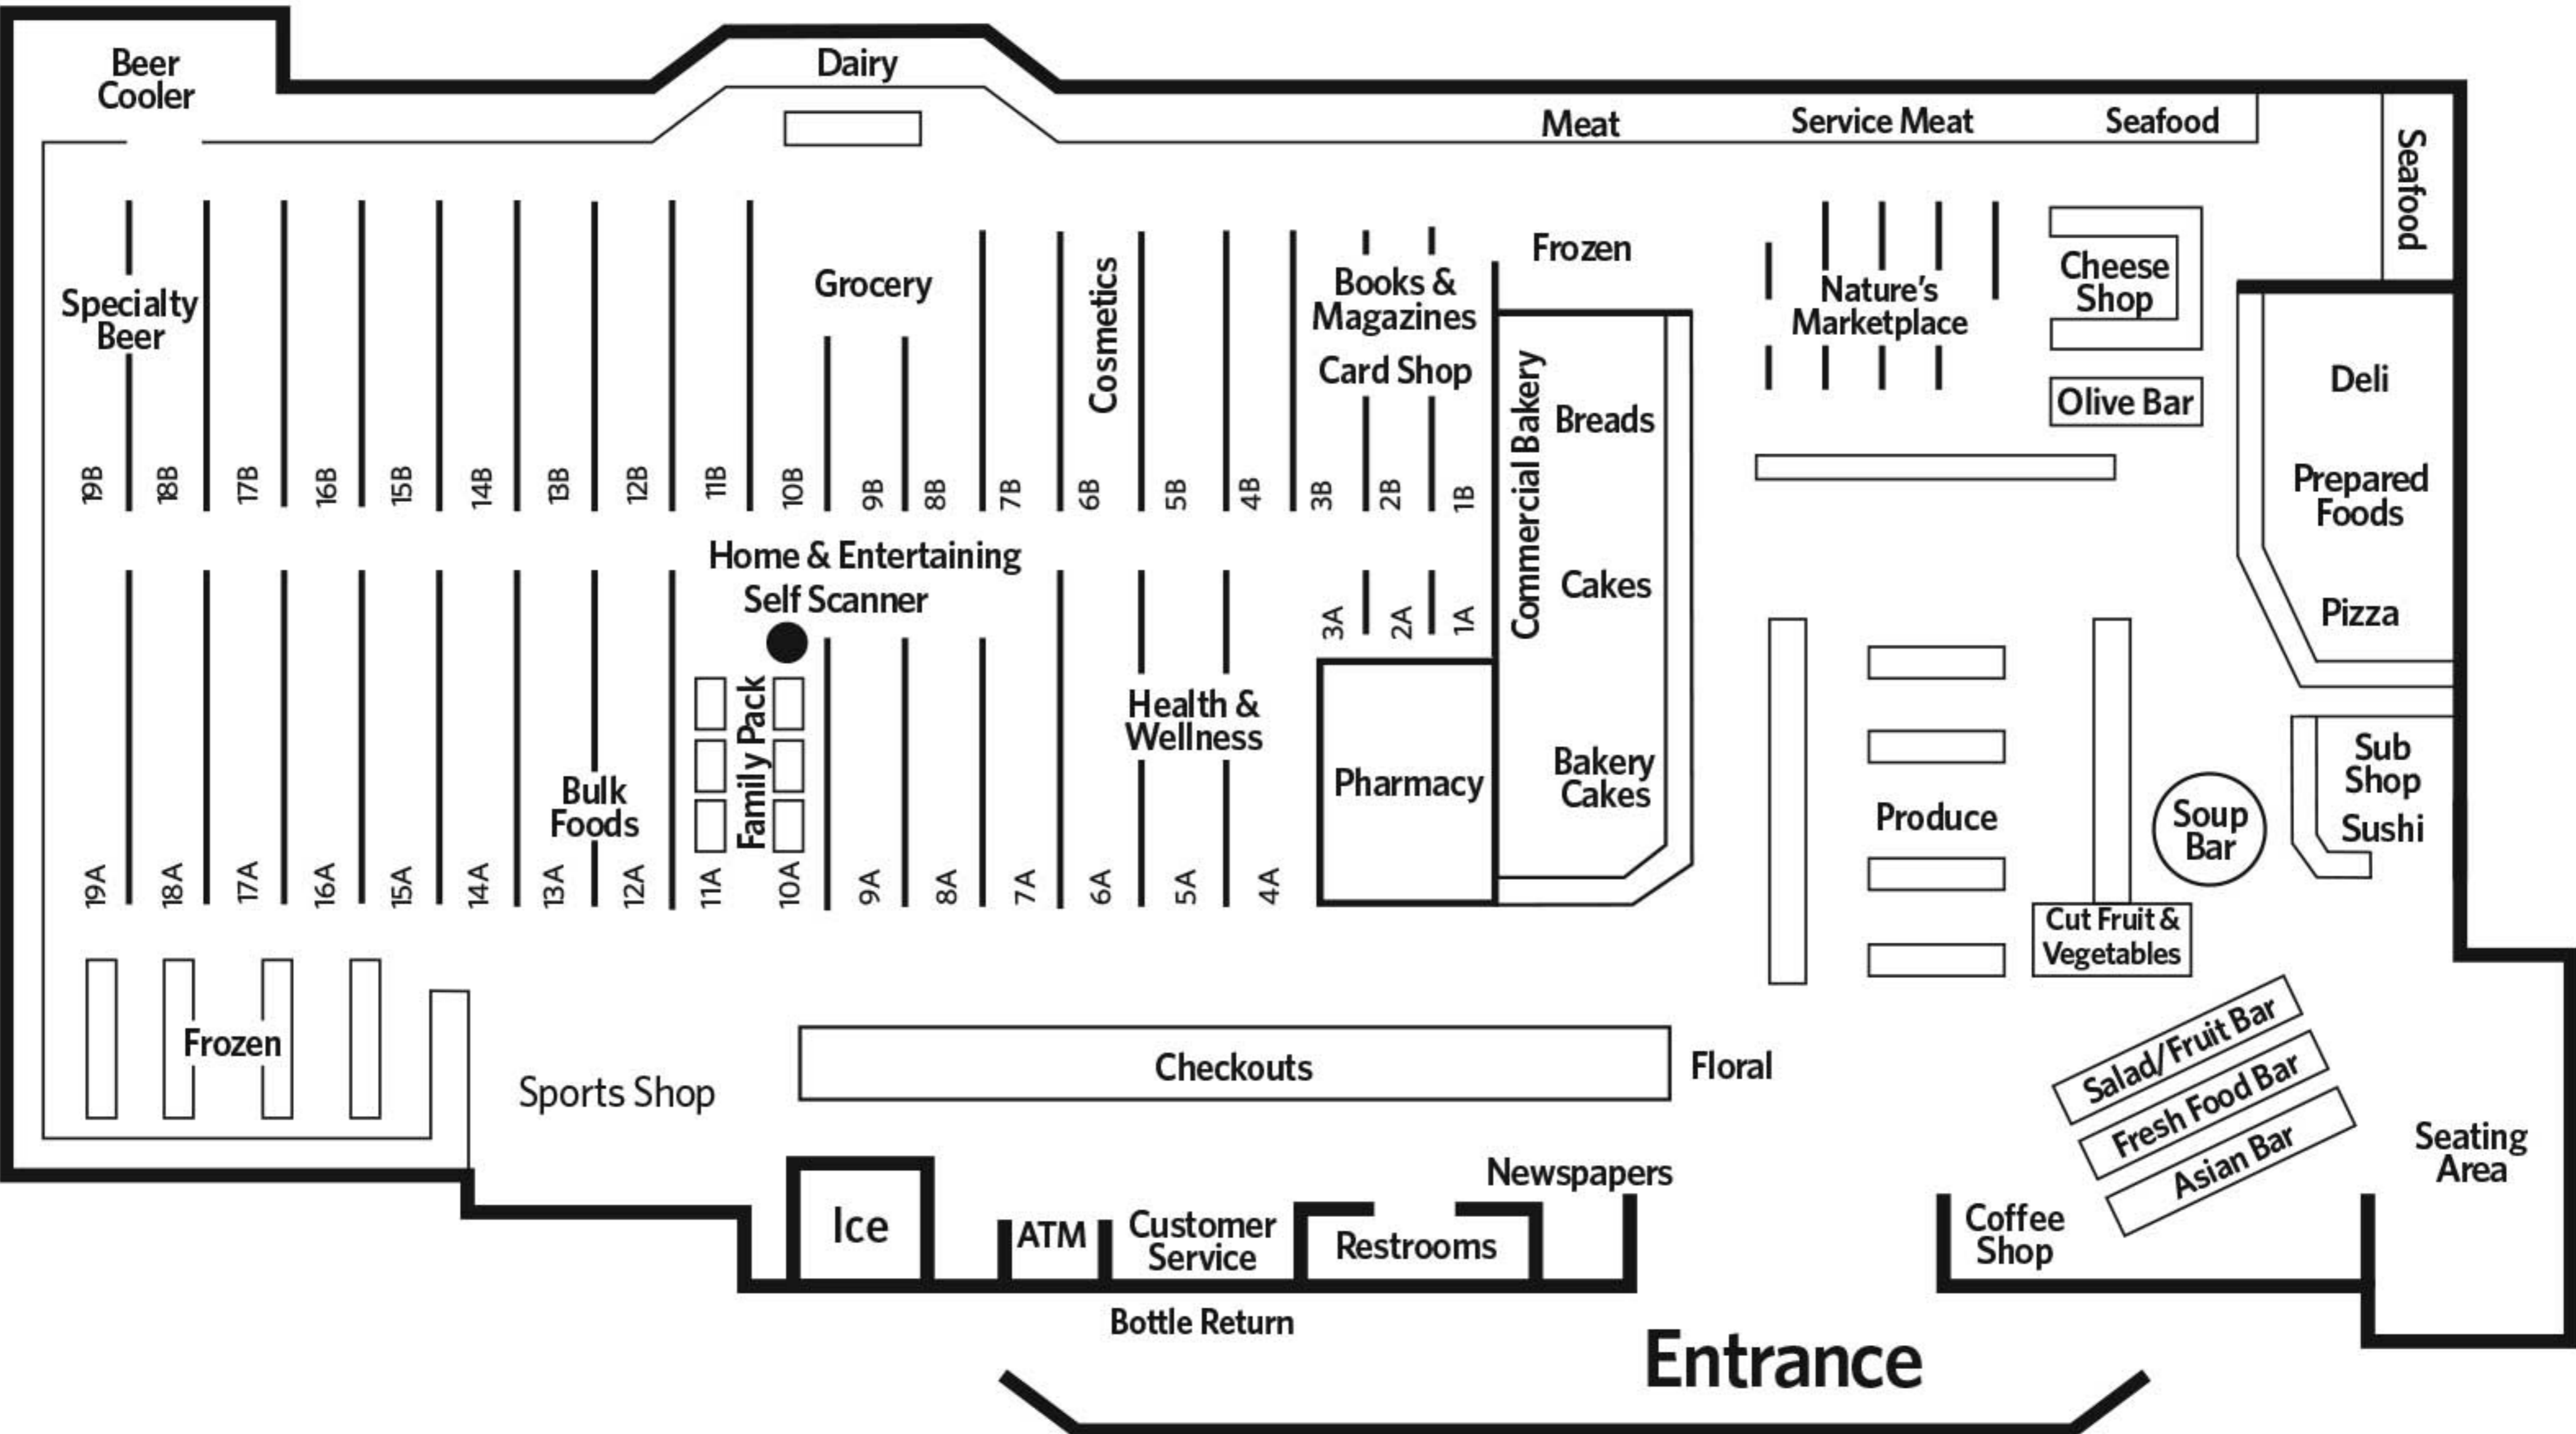 Beer
Cooler
Dairy
Meat
Service Meat
Seafood
Seafood
Specialty
Beer
Grocery
Cosmetics
Books &
Magazines
Card Shop
Frozen
Nature's
Marketplace
Cheese
Shop
Olive Bar
Commercial Bakery
Breads
Cakes
Bakery
Cakes
Deli
Prepared
Foods
Pizza
19B
18B
17B
16B
15B
14B
13B
12B
11B
10B
9B
8B
7B
6B
5B
4B
3B
2B
1B
Home & Entertaining
Self Scanner
3A
2A
1A
Family Pack
Health &
Wellness
Pharmacy
Bulk
Foods
Produce
Soup
Bar
Sub
Shop
Sushi
19A
18A
17A
16A
15A
14A
13A
12A
11A
10A
9A
8A
7A
6A
5A
4A
Cut Fruit &
Vegetables
Frozen
Sports Shop
Checkouts
Floral
Salad/Fruit Bar
Fresh Food Bar
Asian Bar
Seating
Area
Newspapers
Ice
ATM
Customer
Service
Restrooms
Coffee
Shop
Bottle Return
Entrance